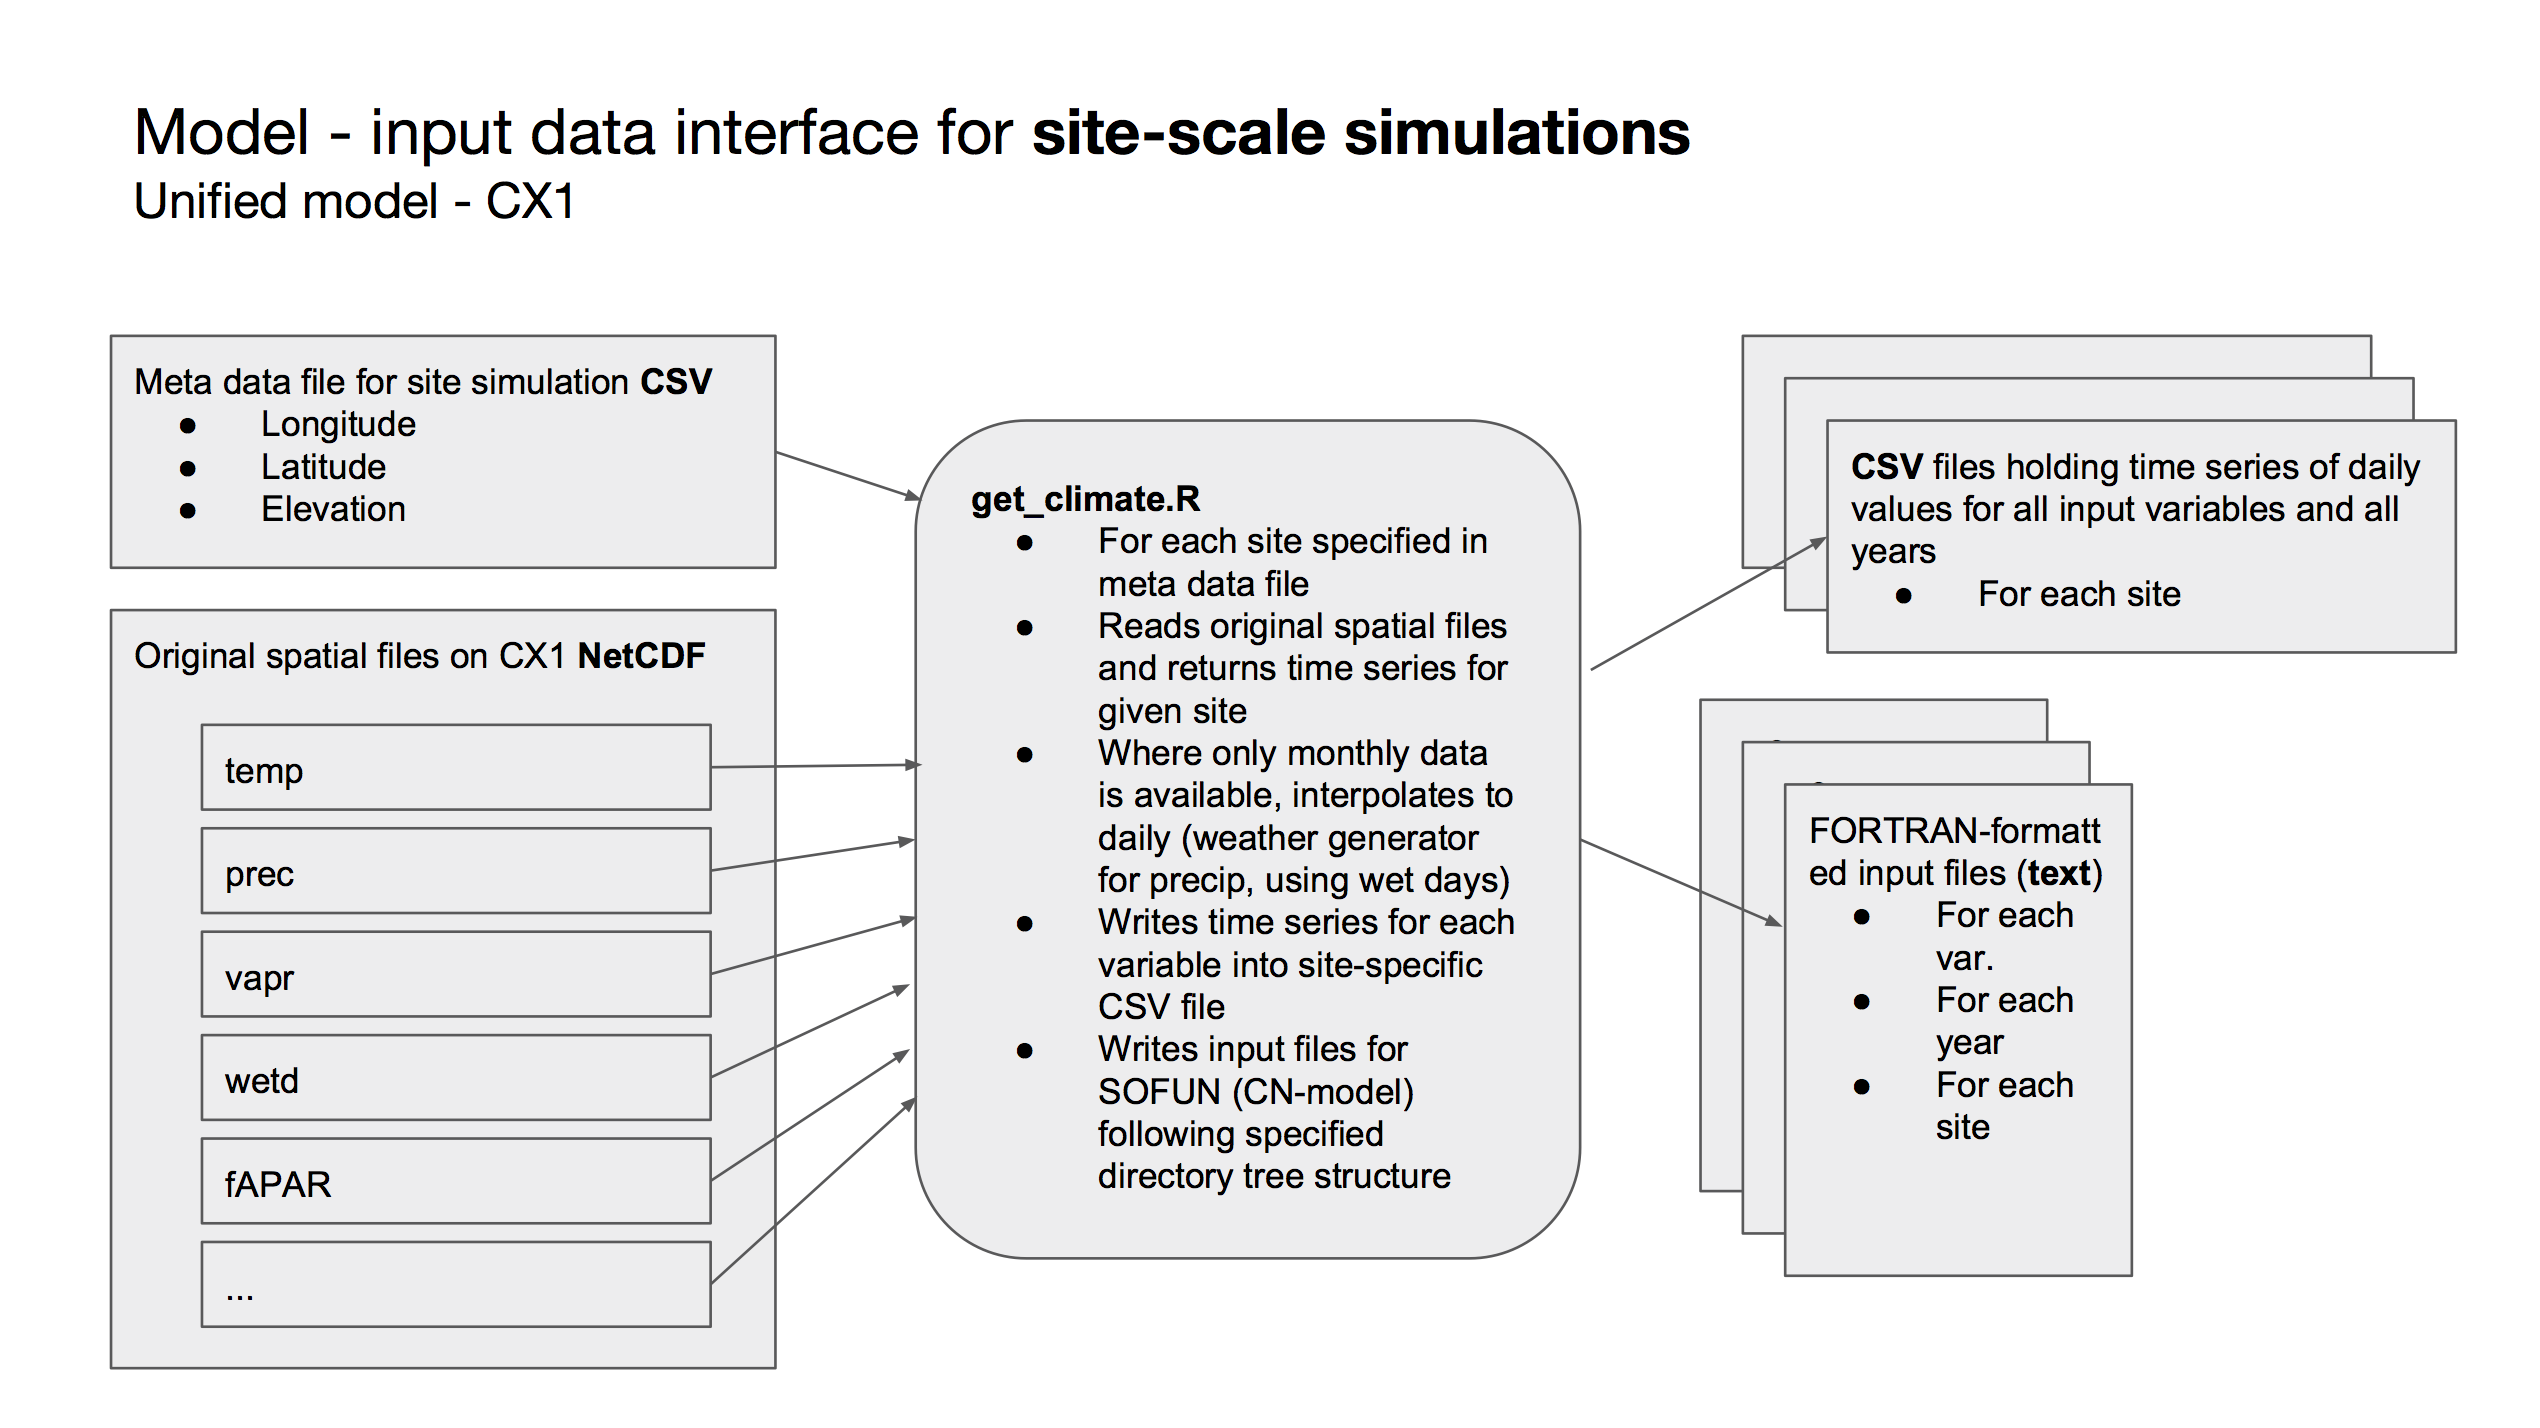 Model - input data interface for site-scale simulations
Unified model - CX1
Meta data file for site simulation CSV
● Longitude
● Latitude
● Elevation
Original spatial files on CX1 NetCDF
temp
prec
vapr
wetd
fAPAR
...
get_climate.R
● For each site specified in
meta data file
● Reads original spatial files
and returns time series for
given site
● Where only monthly data
is available, interpolates to
daily (weather generator
for precip, using wet days)
● Writes time series for each
variable into site-specific
CSV file
● Writes input files for
SOFUN (CN-model)
following specified
directory tree structure
CSV files holding time series of daily
values for all input variables and all
years
● For each site
FORTRAN-formatt
ed input files (text)
● For each
var.
● For each
year
● For each
site